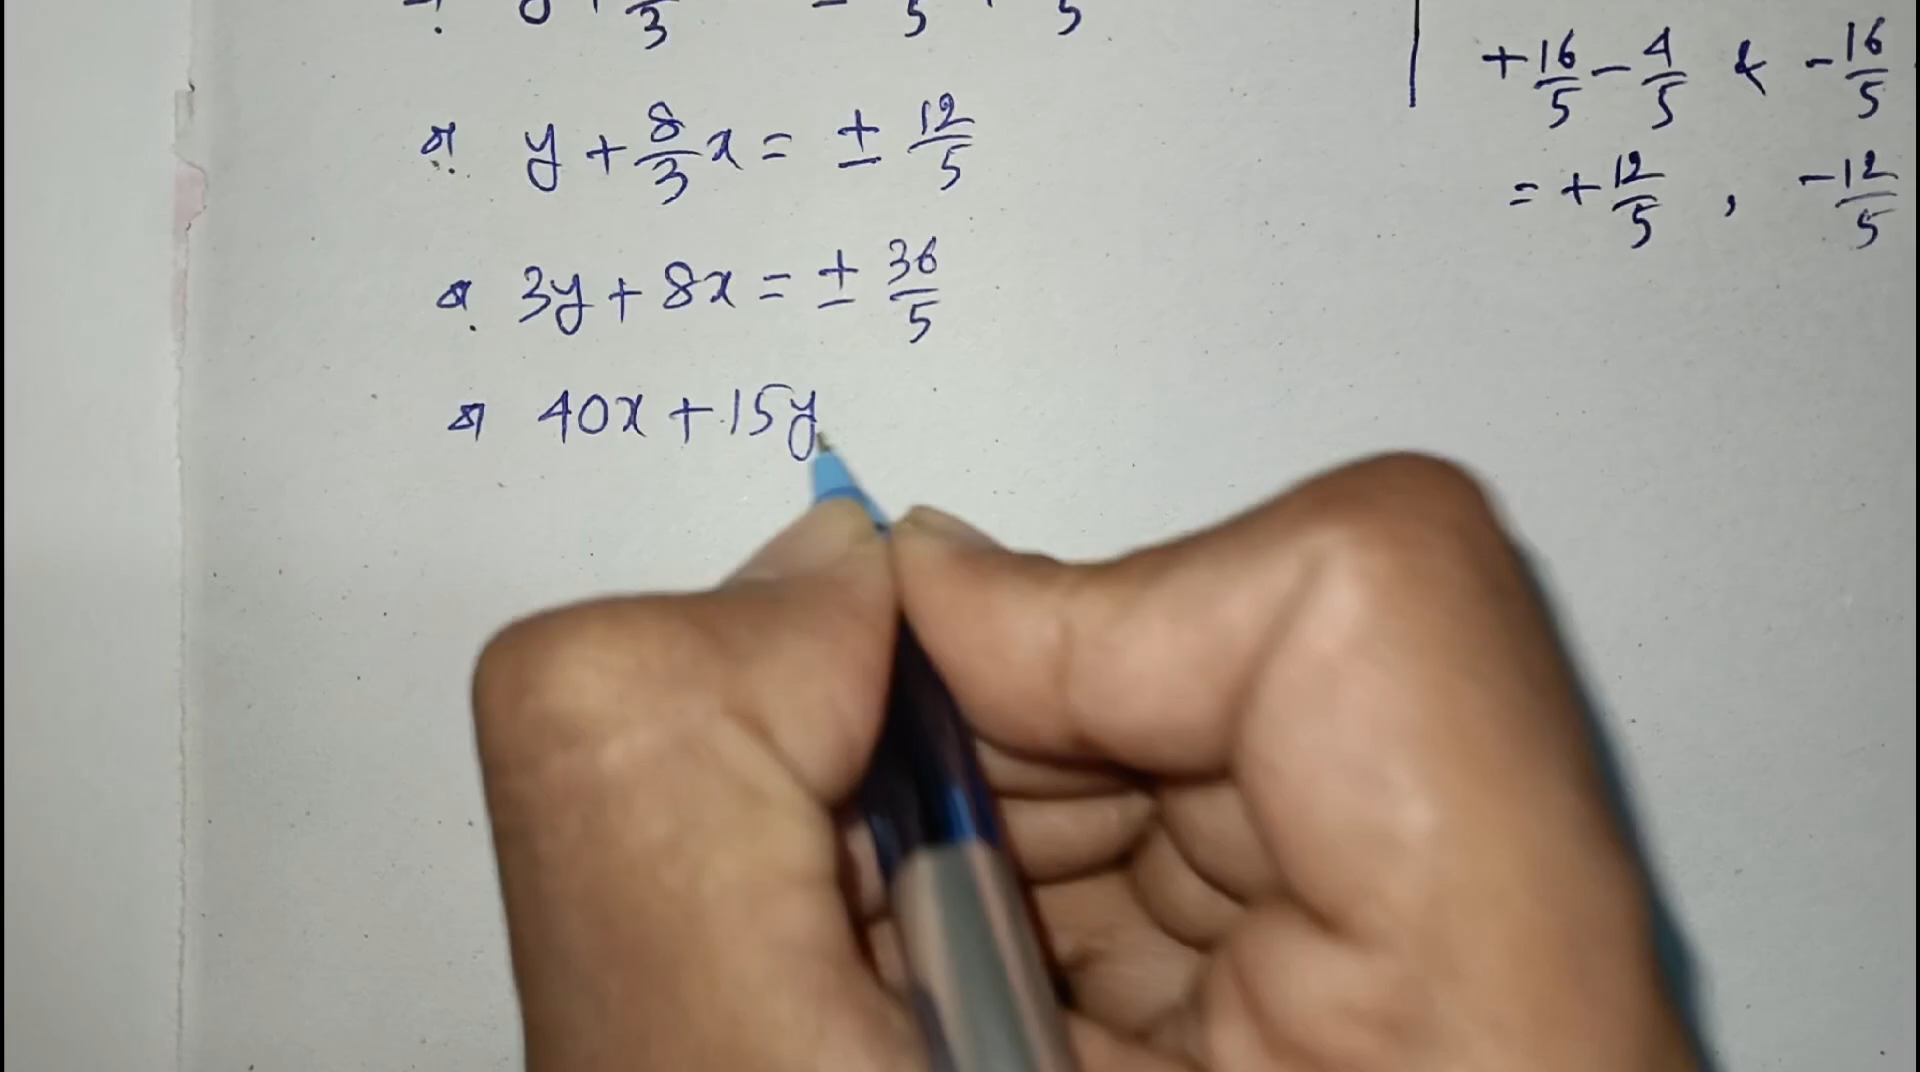 বা, y + 8/3 x = ± 12/5
বা, 3y + 8x = ± 36/5
বা 40x + 15y
+ 16/5 - 4/5 & - 16/5
= + 12/5 , - 12/5